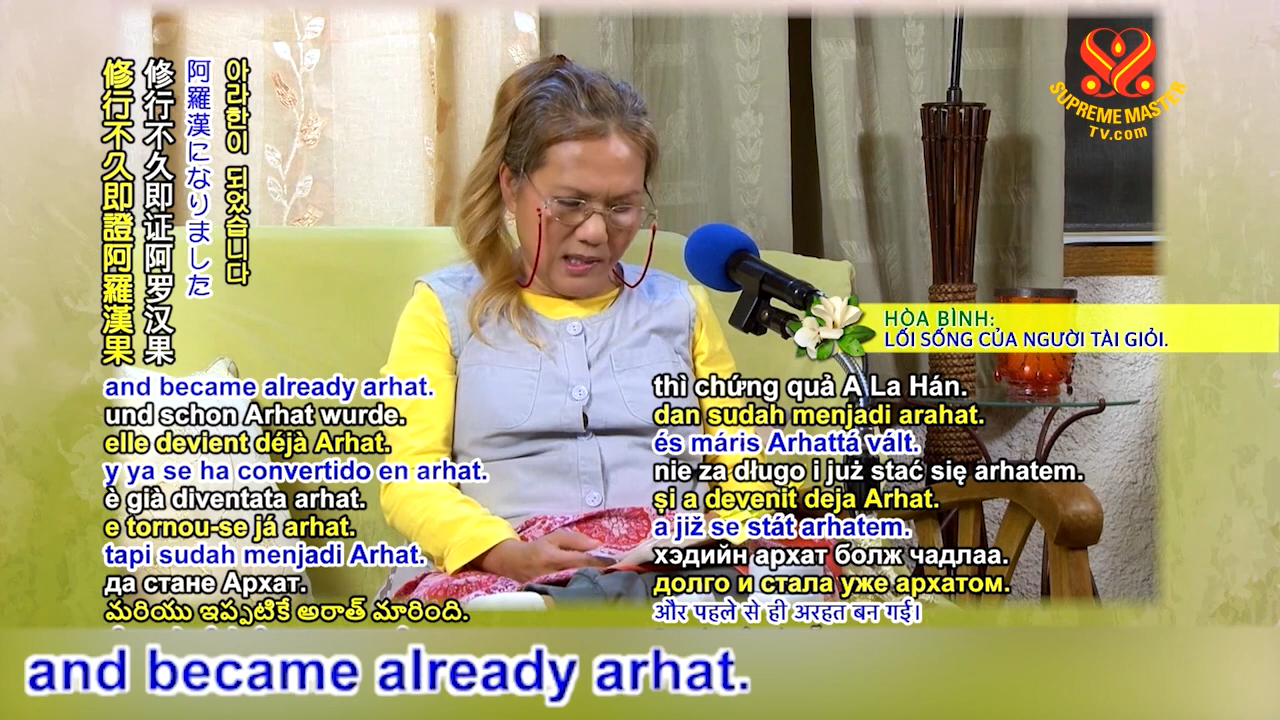 아라한이 되었습니다
阿羅漢になりました
修行不久即证阿罗汉果
修行不久即證阿羅漢果
SUPREME MASTER
TV.com
HÒA BÌNH:
LỐI SỐNG CỦA NGƯỜI TÀI GIỎI.
and became already arhat.
und schon Arhat wurde.
elle devient déjà Arhat.
y ya se ha convertido en arhat.
è già diventata arhat.
e tornou-se já arhat.
tapi sudah menjadi Arhat.
да стане Архат.
మరియు ఇప్పటికే అరాత్ మారింది.
thì chứng quả A La Hán.
dan sudah menjadi arahat.
és máris Arhattá vált.
nie za długo i już stać się arhatem.
și a devenit deja Arhat.
a již se stát arhatem.
хэдийн архат болж чадлаа.
долго и стала уже архатом.
और पहले से ही अरहत बन गई।
and became already arhat.